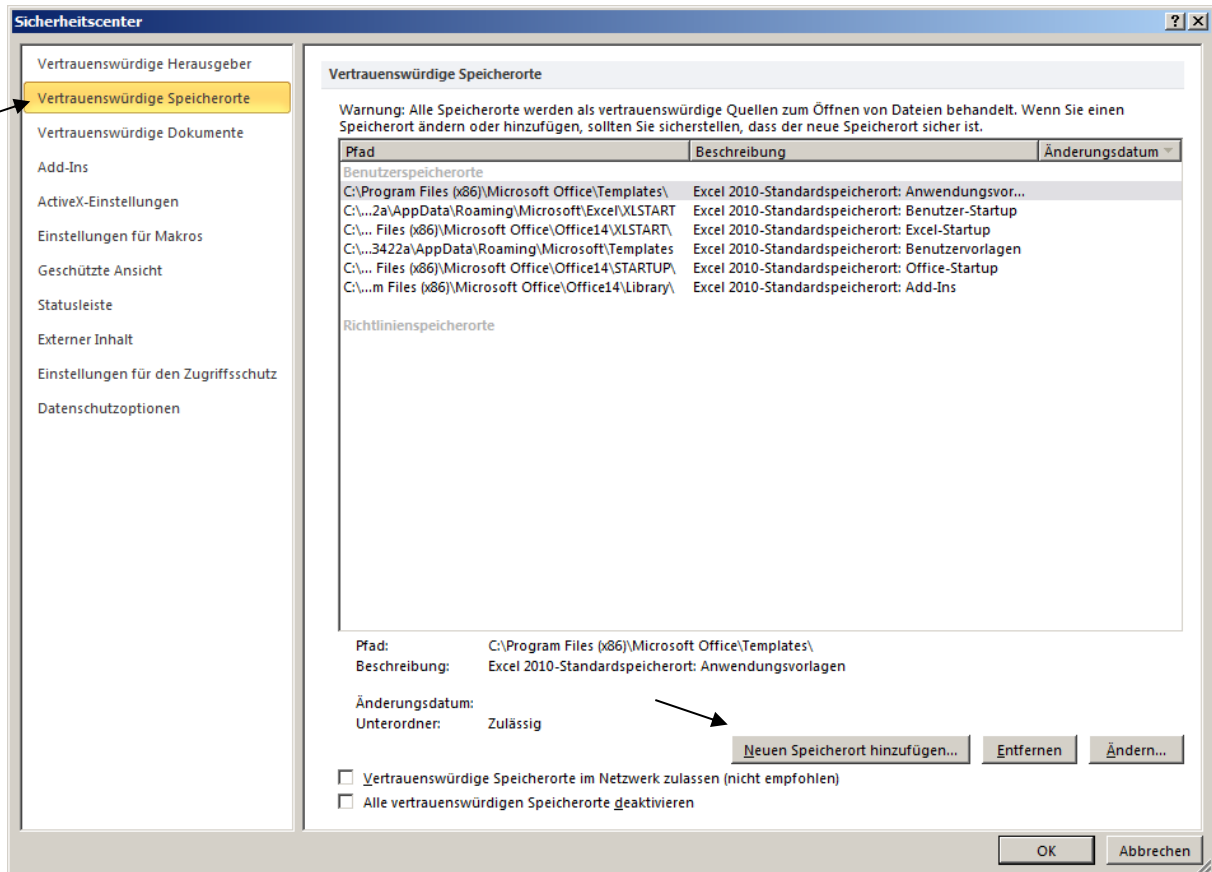 Sicherheitscenter
Vertrauenswürdige Herausgeber
Vertrauenswürdige Speicherorte
Vertrauenswürdige Dokumente
Add-Ins
ActiveX-Einstellungen
Einstellungen für Makros
Geschützte Ansicht
Statusleiste
Externer Inhalt
Einstellungen für den Zugriffsschutz
Datenschutzoptionen
Vertrauenswürdige Speicherorte
Warnung: Alle Speicherorte werden als vertrauenswürdige Quellen zum Öffnen von Dateien behandelt. Wenn Sie einen
Speicherort ändern oder hinzufügen, sollten Sie sicherstellen, dass der neue Speicherort sicher ist.
Pfad Beschreibung Änderungsdatum
Benutzerspeicherorte
C:\Program Files (x86)\Microsoft Office\Templates\ Excel 2010-Standardspeicherort: Anwendungsvor...
C:\...2a\AppData\Roaming\Microsoft\Excel\XLSTART Excel 2010-Standardspeicherort: Benutzer-Startup
C:\... Files (x86)\Microsoft Office\Office14\XLSTART\ Excel 2010-Standardspeicherort: Excel-Startup
C:\...3422a\AppData\Roaming\Microsoft\Templates Excel 2010-Standardspeicherort: Benutzervorlagen
C:\... Files (x86)\Microsoft Office\Office14\STARTUP\ Excel 2010-Standardspeicherort: Office-Startup
C:\...m Files (x86)\Microsoft Office\Office14\Library\ Excel 2010-Standardspeicherort: Add-Ins
Richtlinienspeicherorte
Pfad: C:\Program Files (x86)\Microsoft Office\Templates\
Beschreibung: Excel 2010-Standardspeicherort: Anwendungsvorlagen
Änderungsdatum:
Unterordner: Zulässig
Neuen Speicherort hinzufügen... Entfernen Ändern...
Vertrauenswürdige Speicherorte im Netzwerk zulassen (nicht empfohlen)
Alle vertrauenswürdigen Speicherorte deaktivieren
OK Abbrechen